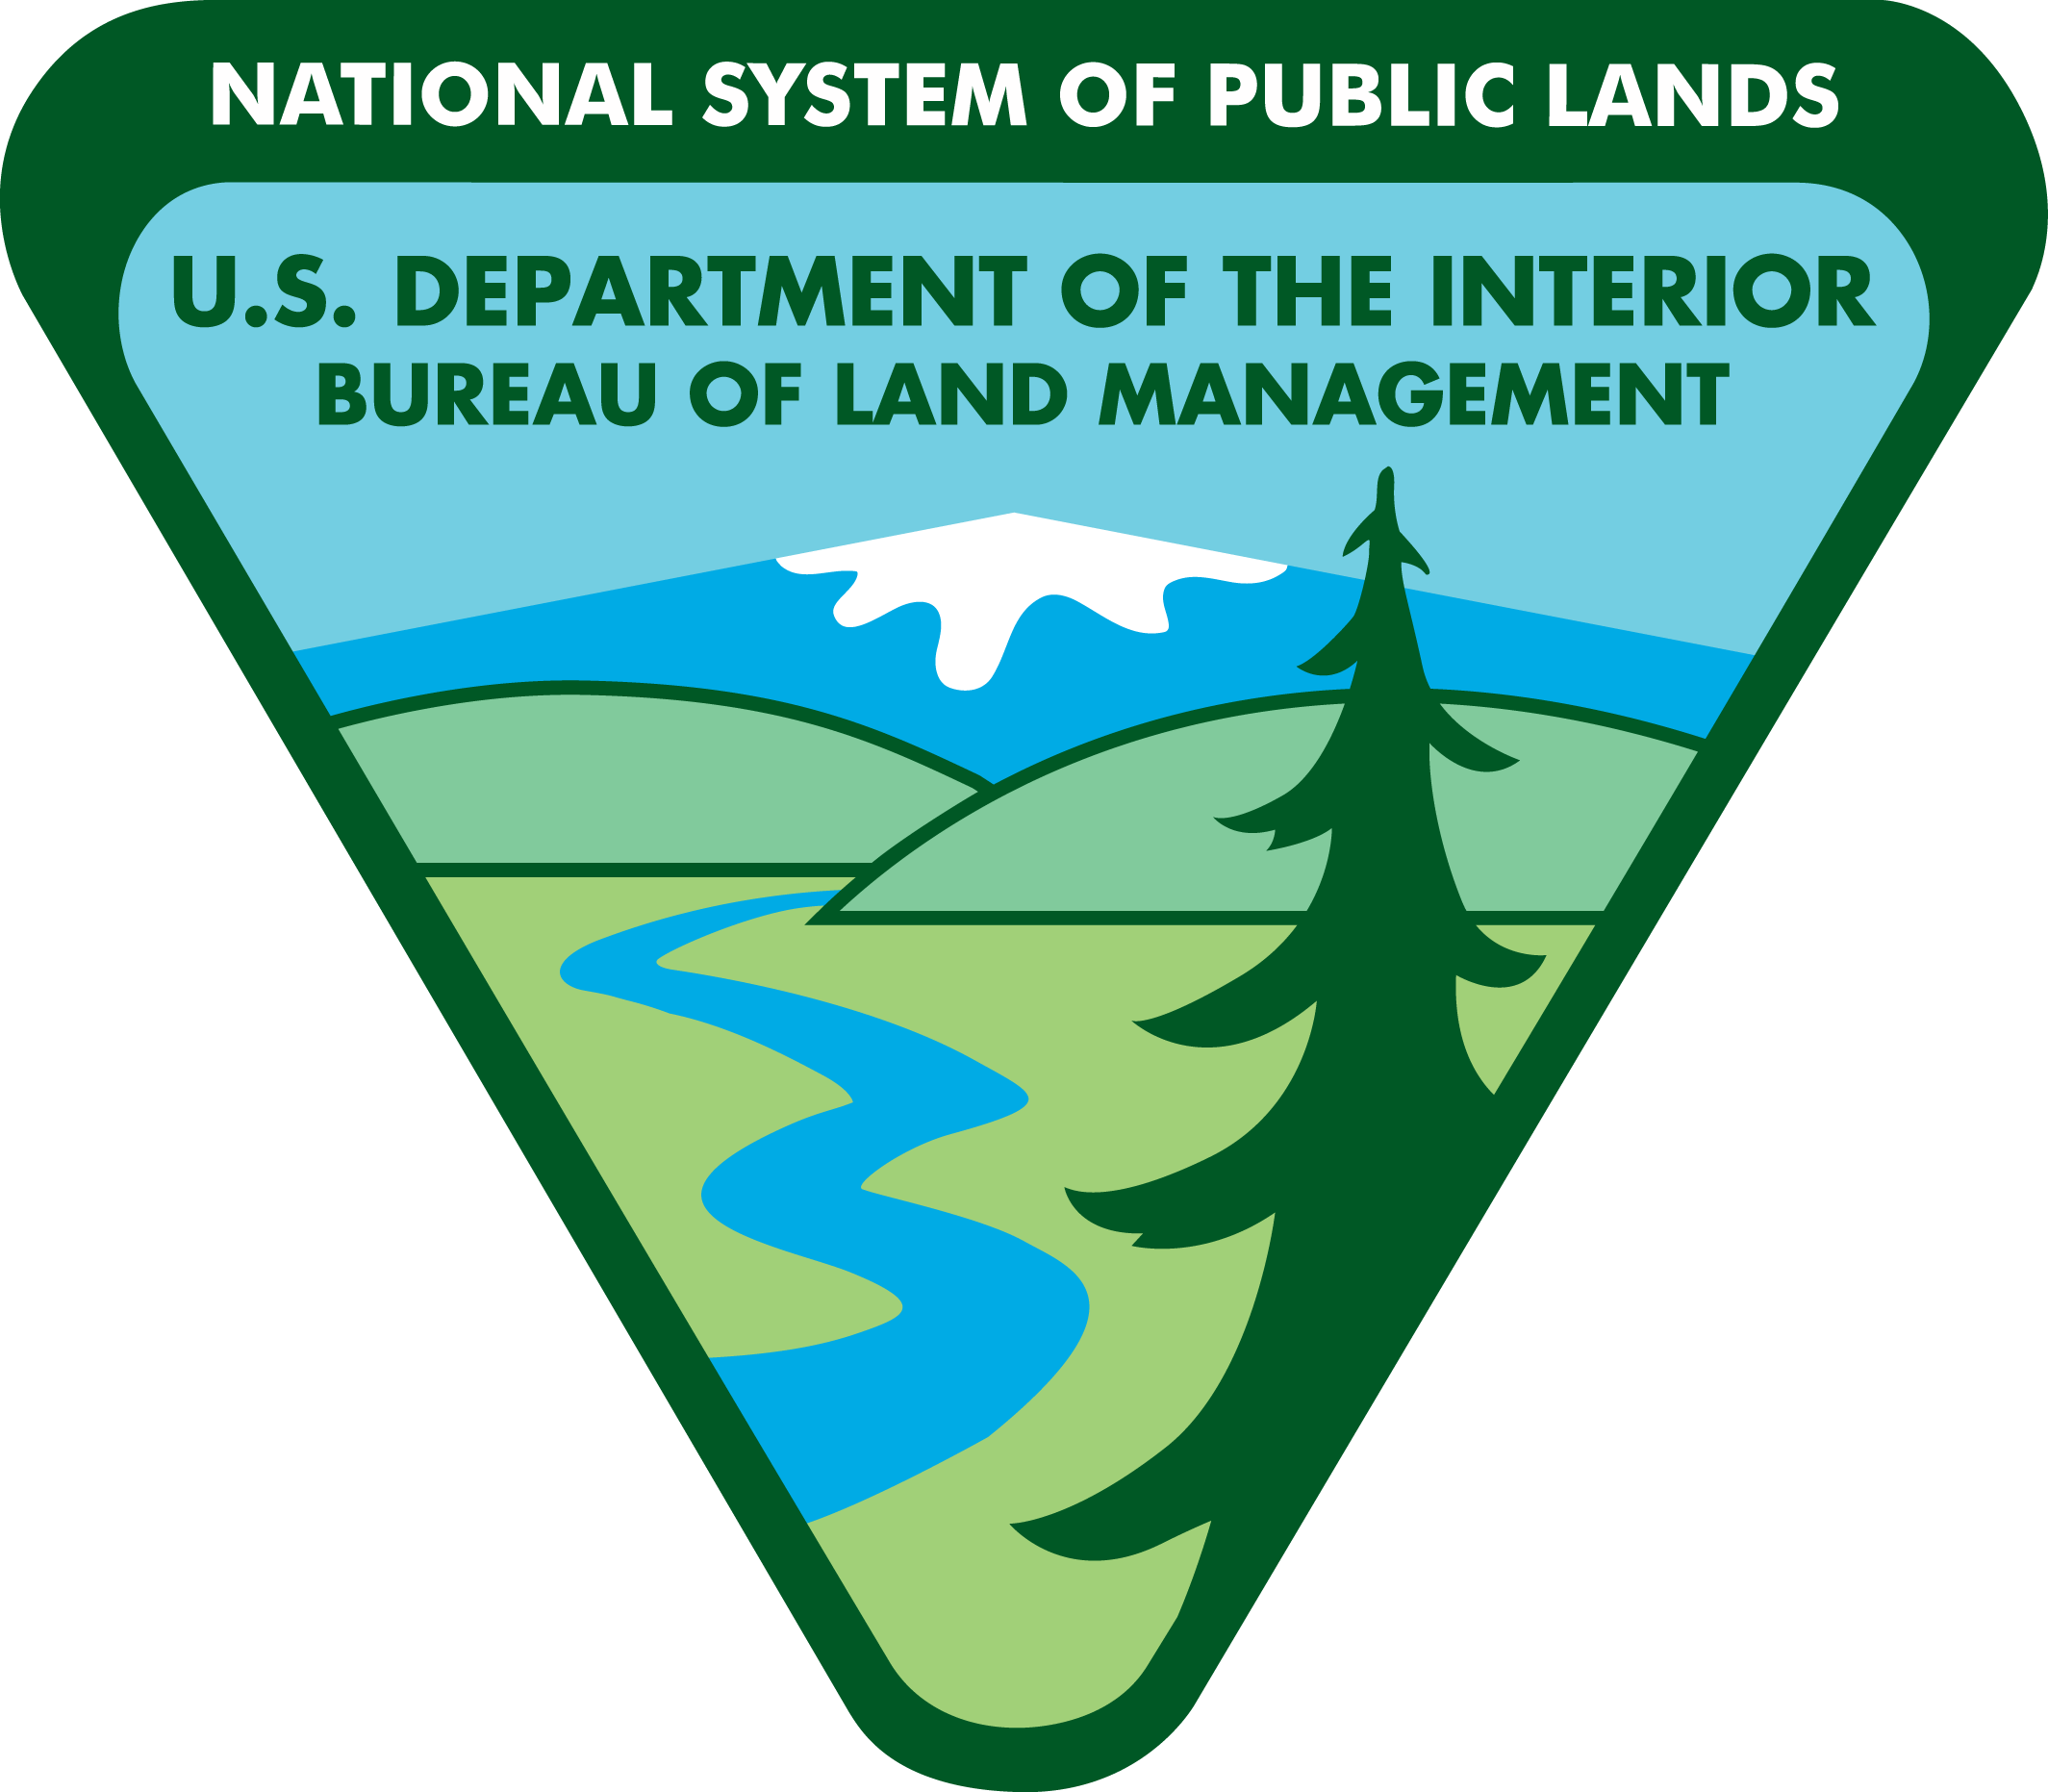 NATIONAL SYSTEM OF PUBLIC LANDS
U.S. DEPARTMENT OF THE INTERIOR
BUREAU OF LAND MANAGEMENT